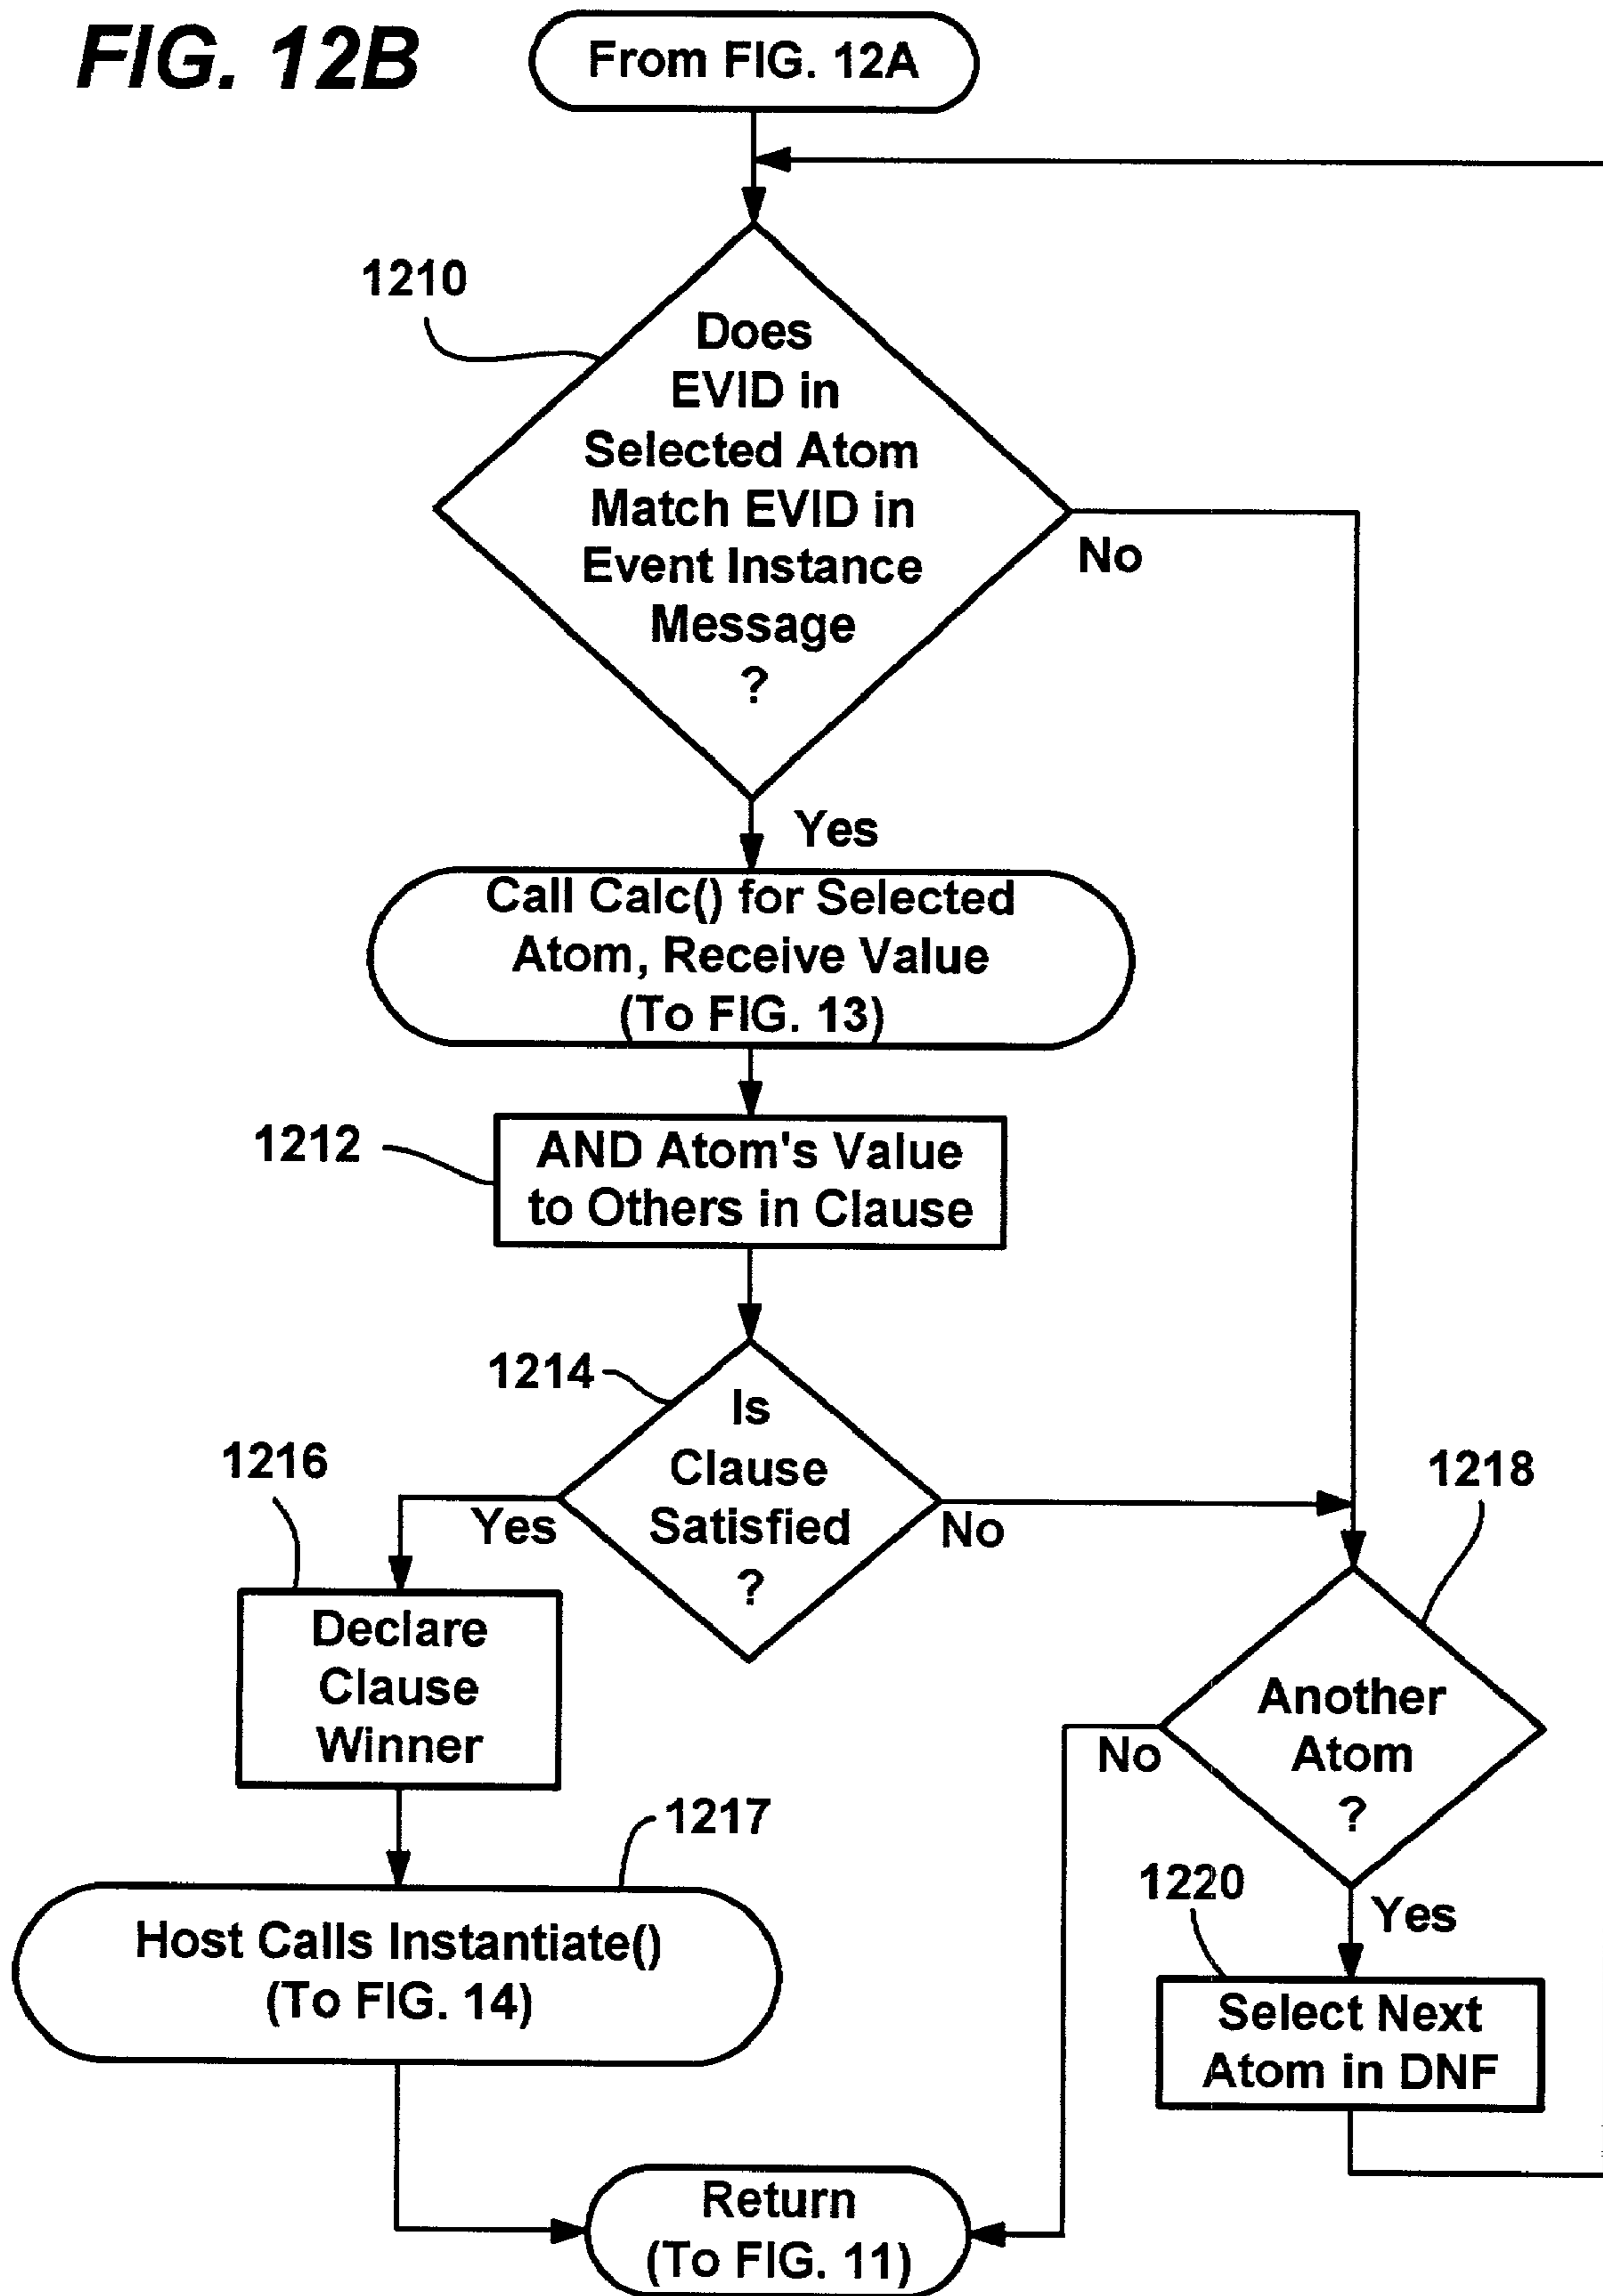 FIG. 12B
From FIG. 12A
1210
Does
EVID in
Selected Atom
Match EVID in
Event Instance
Message
?
No
Yes
Call Calc() for Selected
Atom, Receive Value
(To FIG. 13)
1212
AND Atom's Value
to Others in Clause
1214
Is
Clause
Satisfied
?
Yes
No
1216
Declare
Clause
Winner
1218
Another
Atom
?
No
Yes
1217
Host Calls Instantiate()
(To FIG. 14)
1220
Select Next
Atom in DNF
Return
(To FIG. 11)